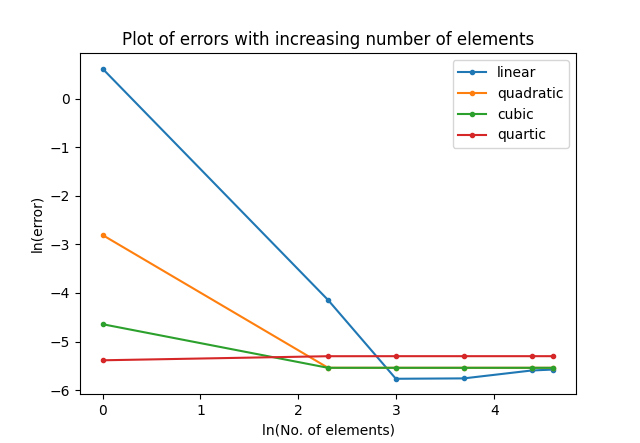 Plot of errors with increasing number of elements
linear
quadratic
cubic
quartic
ln(error)
0
−1
−2
−3
−4
−5
−6
0 1 2 3 4
ln(No. of elements)